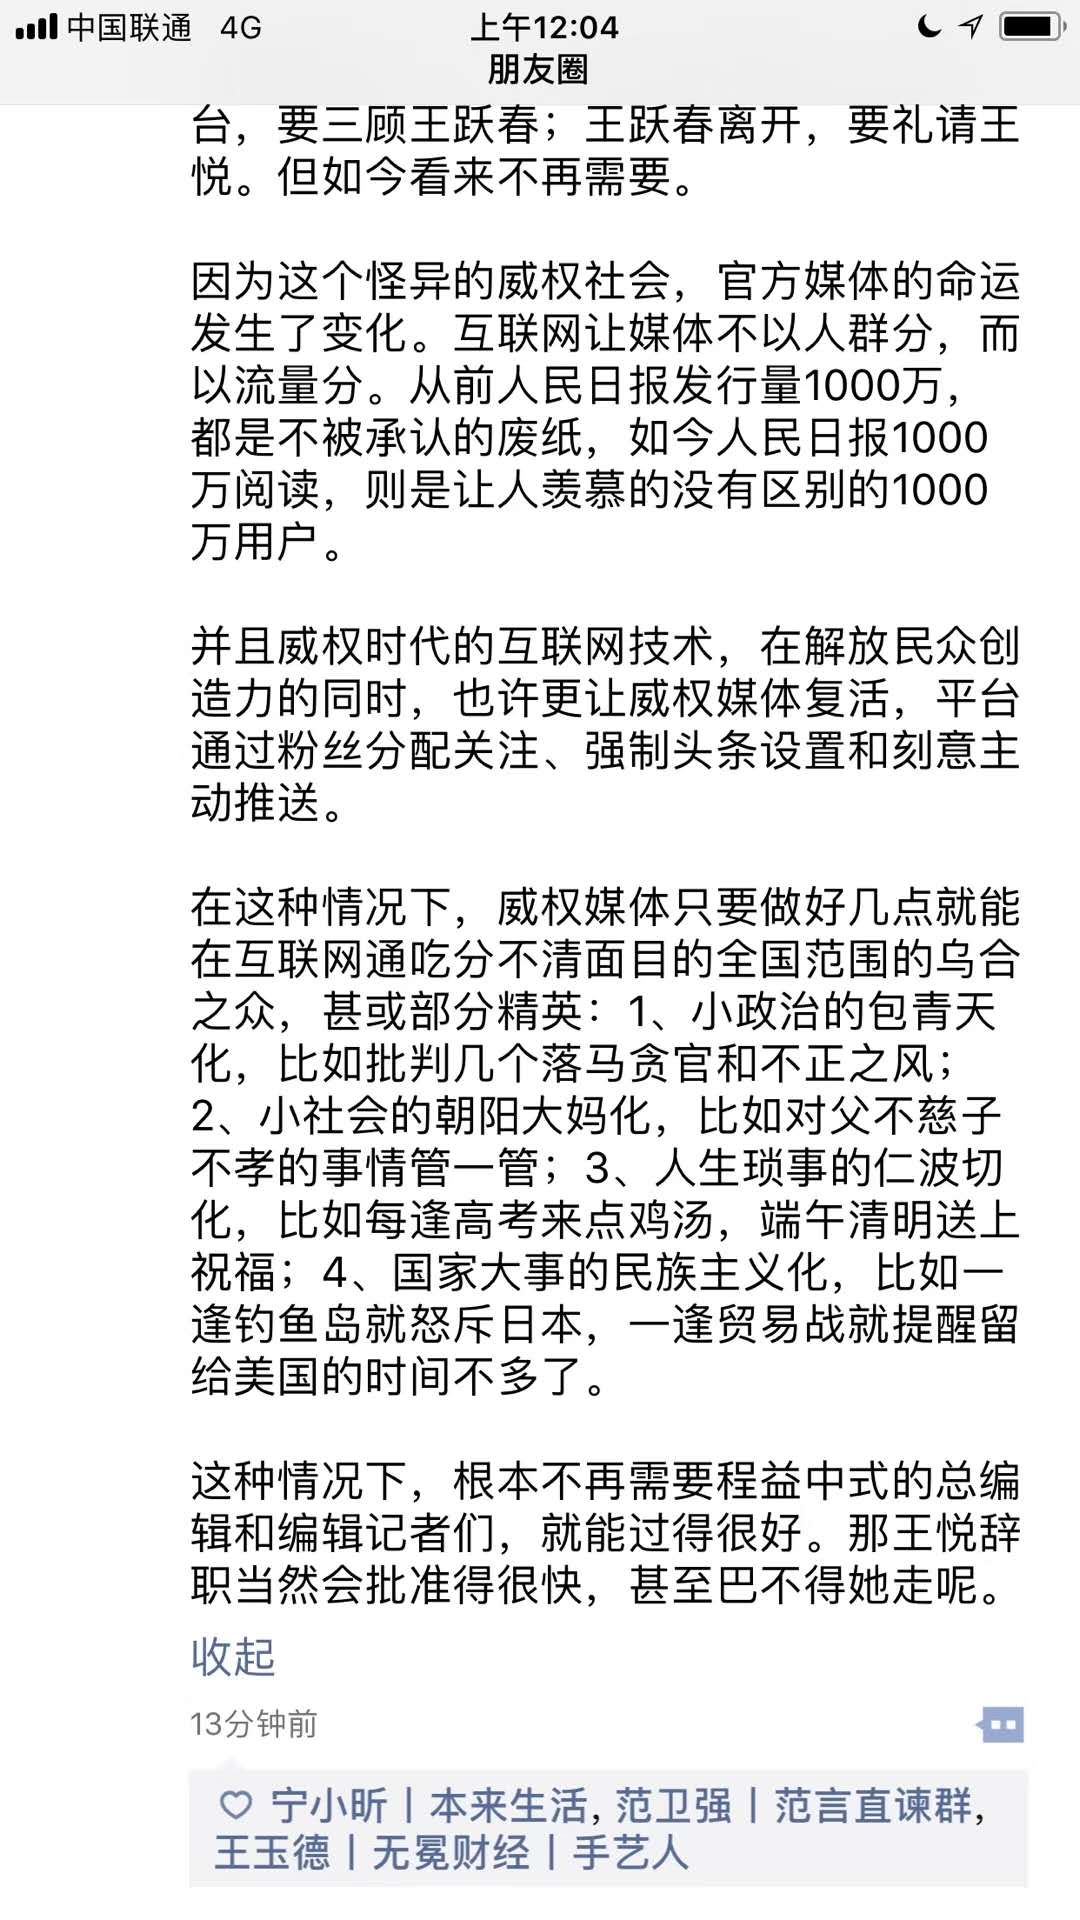 中国联通 4G 上午12:04
朋友圈
台，要三顾王跃春；王跃春离开，要礼请王
悦。但如今看来不再需要。
因为这个怪异的威权社会，官方媒体的命运
发生了变化。互联网让媒体不以人群分，而
以流量分。从前人民日报发行量1000万，
都是不被承认的废纸，如今人民日报1000
万阅读，则是让人羡慕的没有区别的1000
万用户。
并且威权时代的互联网技术，在解放民众创
造力的同时，也许更让威权媒体复活，平台
通过粉丝分配关注、强制头条设置和刻意主
动推送。
在这种情况下，威权媒体只要做好几点就能
在互联网通吃分不清面目的全国范围的乌合
之众，甚或部分精英：1、小政治的包青天
化，比如批判几个落马贪官和不正之风；
2、小社会的朝阳大妈化，比如对父不慈子
不孝的事情管一管；3、人生琐事的仁波切
化，比如每逢高考来点鸡汤，端午清明送上
祝福；4、国家大事的民族主义化，比如一
逢钓鱼岛就怒斥日本，一逢贸易战就提醒留
给美国的时间不多了。
这种情况下，根本不再需要程益中式的总编
辑和编辑记者们，就能过得很好。那王悦辞
职当然会批准得很快，甚至巴不得她走呢。
收起
13分钟前
宁小昕丨本来生活, 范卫强丨范言直谏群,
王玉德丨无冕财经丨手艺人